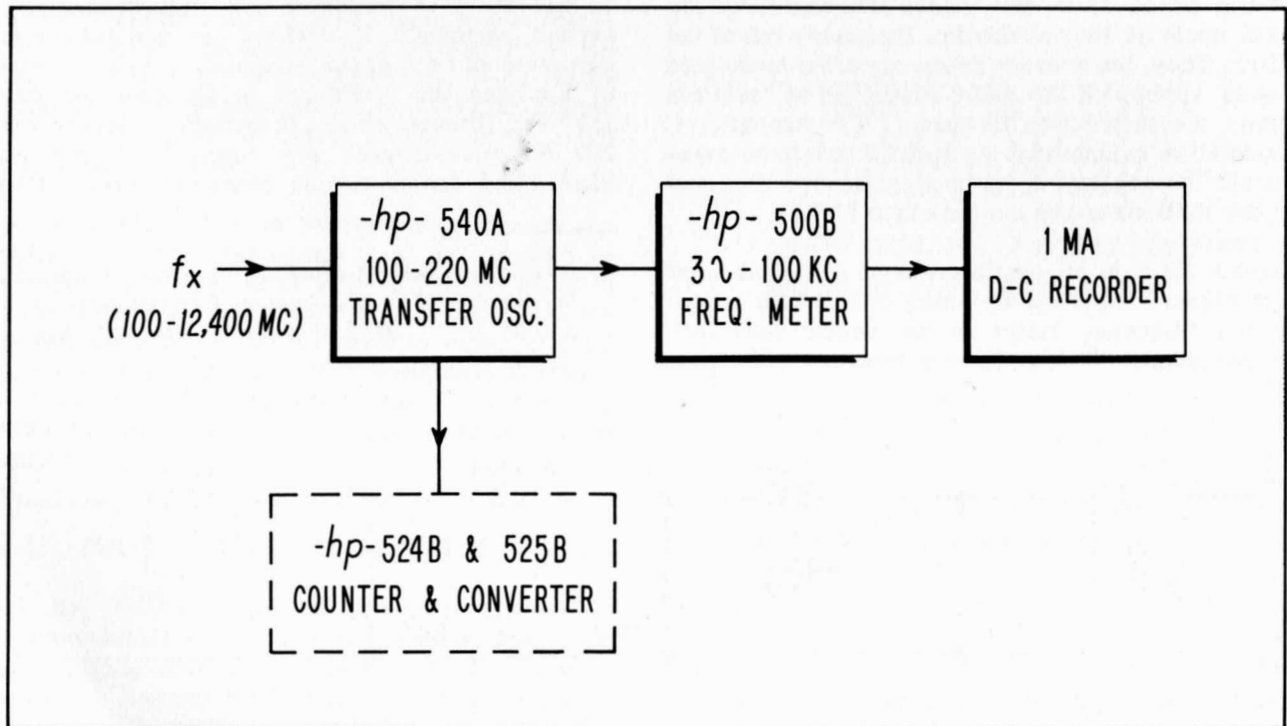 -hp- 540A
100-220 MC
TRANSFER OSC.
-hp- 500B
3~-100 KC
FREQ. METER
1 MA
D-C RECORDER
fx
(100-12,400 MC)
-hp-524B & 525B
COUNTER & CONVERTER